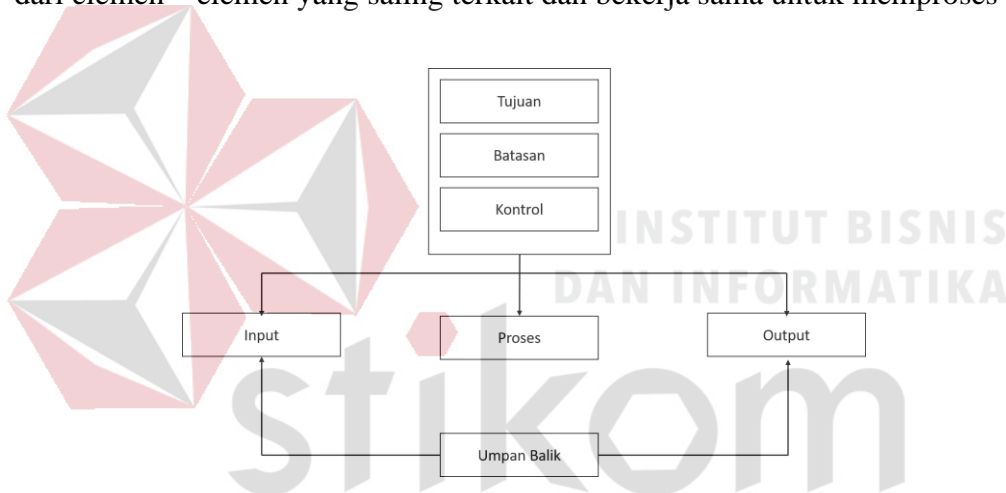 dari elemen – elemen yang saling terkait dan bekerja sama untuk memproses
Tujuan
Batasan
Kontrol
INSTITUT BISNIS
DAN INFORMATIKA
Input
Proses
Output
stikom
Umpan Balik